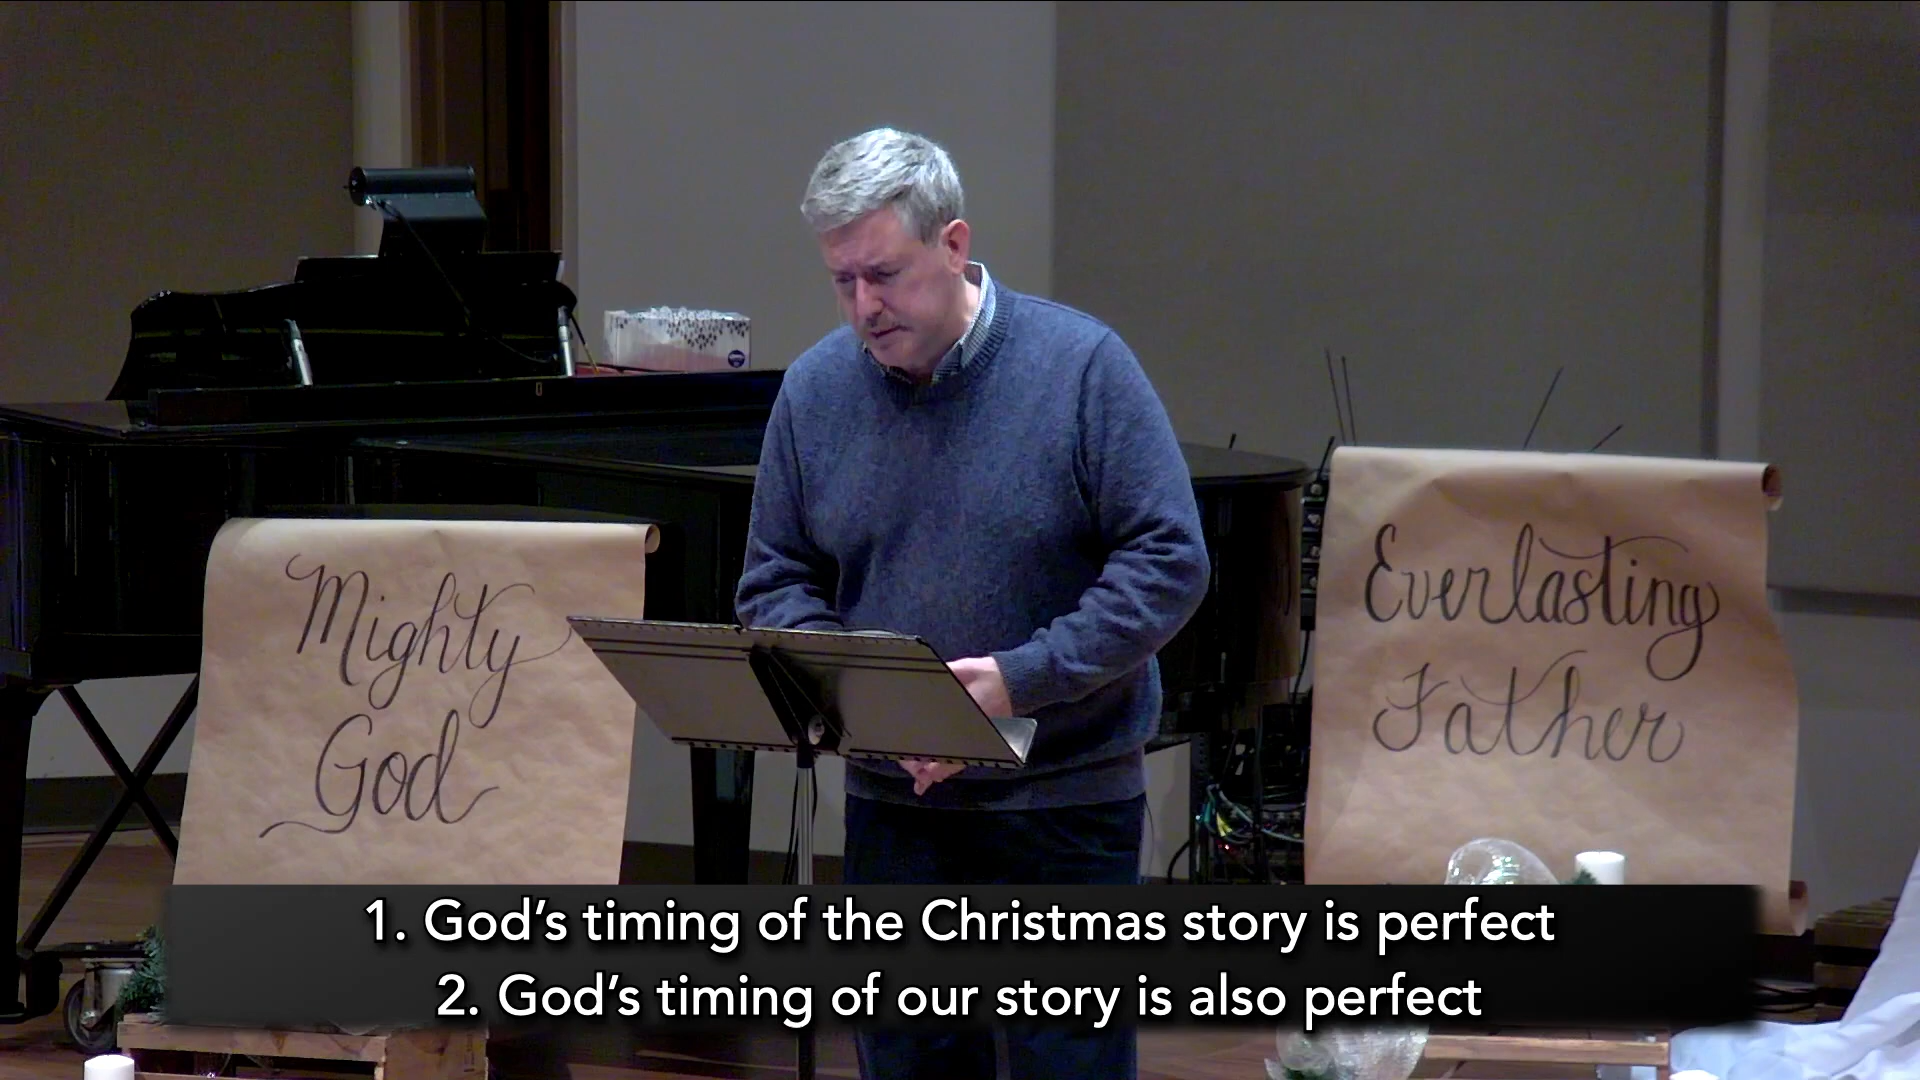 Mighty
God
Everlasting
Father
1. God's timing of the Christmas story is perfect
2. God's timing of our story is also perfect